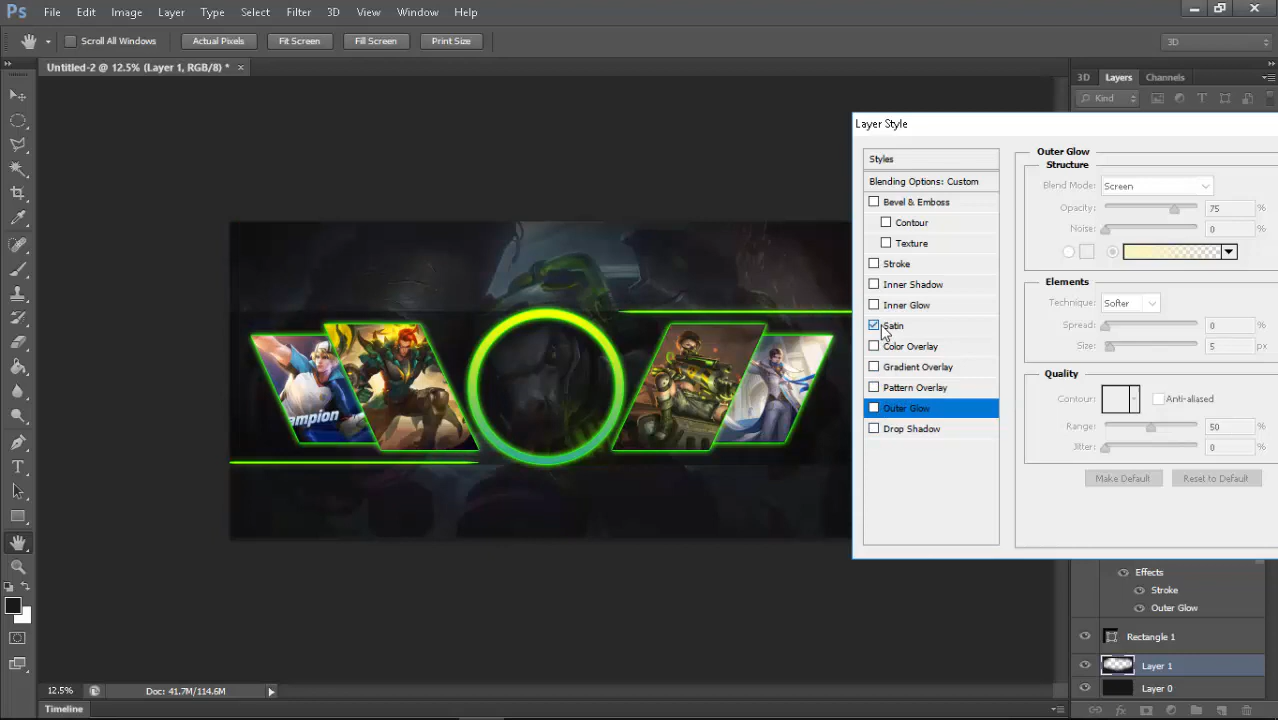 Ps File Edit Image Layer Type Select Filter 3D View Window Help
Scroll All Windows Actual Pixels Fit Screen Fill Screen Print Size 3D
Untitled-2 @ 12.5% (Layer 1, RGB/8) * ×
3D Layers Channels
Kind
Layer Style
Styles
Blending Options: Custom
Bevel & Emboss
Contour
Texture
Stroke
Inner Shadow
Inner Glow
Satin
Color Overlay
Gradient Overlay
Pattern Overlay
Outer Glow
Drop Shadow
Outer Glow
Structure
Blend Mode: Screen
Opacity: 75 %
Noise: 0 %
Elements
Technique: Softer
Spread: 0 %
Size: 5 px
Quality
Contour: Anti-aliased
Range: 50 %
Jitter: 0 %
Make Default Reset to Default
hampion
Effects
Stroke
Outer Glow
Rectangle 1
Layer 1
Layer 0
12.5% Doc: 41.7M/114.6M
Timeline